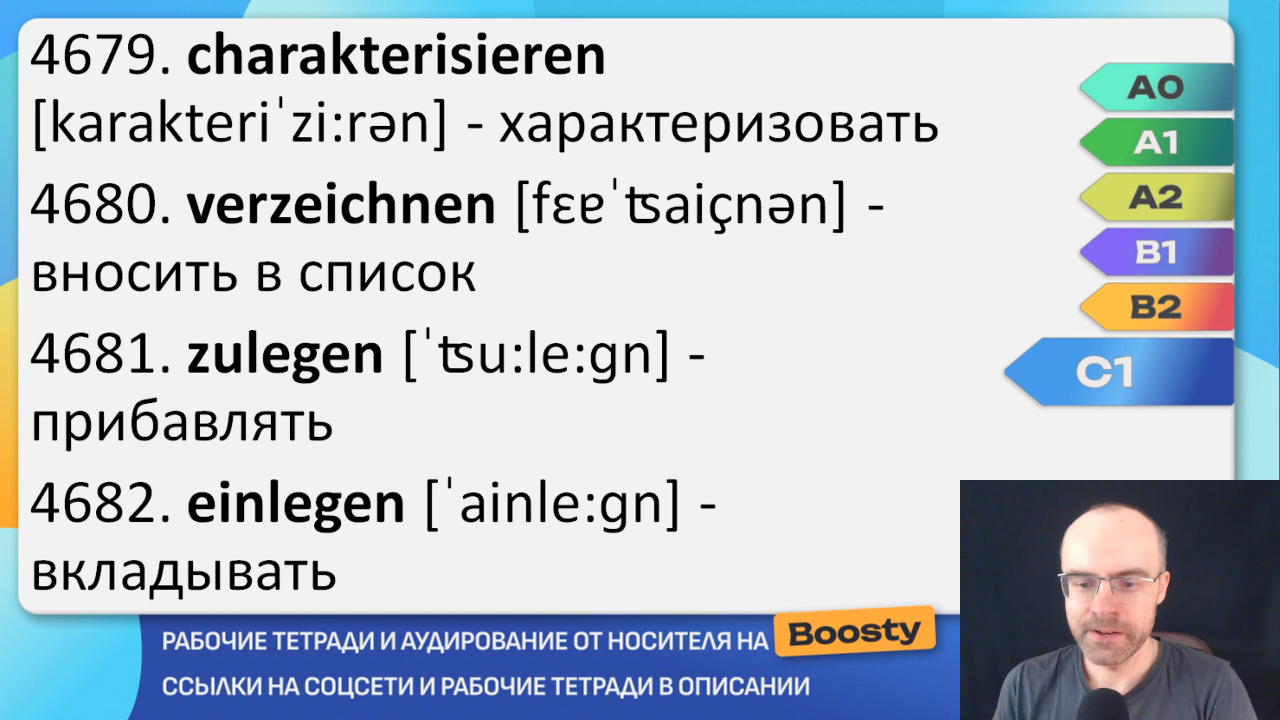 4679. charakterisieren
[karakteriˈzi:rən] - характеризовать
4680. verzeichnen [fɛɐˈʦaiçnən] -
вносить в список
4681. zulegen [ˈʦu:le:gn] -
прибавлять
4682. einlegen [ˈainle:gn] -
вкладывать
A0
A1
A2
B1
B2
C1
РАБОЧИЕ ТЕТРАДИ И АУДИРОВАНИЕ ОТ НОСИТЕЛЯ НА Boosty
ССЫЛКИ НА СОЦСЕТИ И РАБОЧИЕ ТЕТРАДИ В ОПИСАНИИ